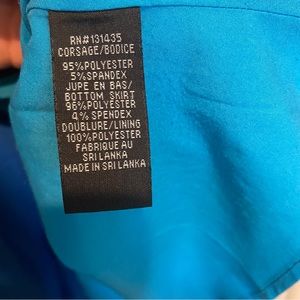 RN#131435
CORSAGE/BODICE
95%POLYESTER
5%SPANDEX
JUPE EN BAS/
BOTTOM SKIRT
96%POLYESTER
4% SPENDEX
DOUBLURE/LINING
100%POLYESTER
FABRIQUE AU
SRI LANKA
MADE IN SRI LANKA